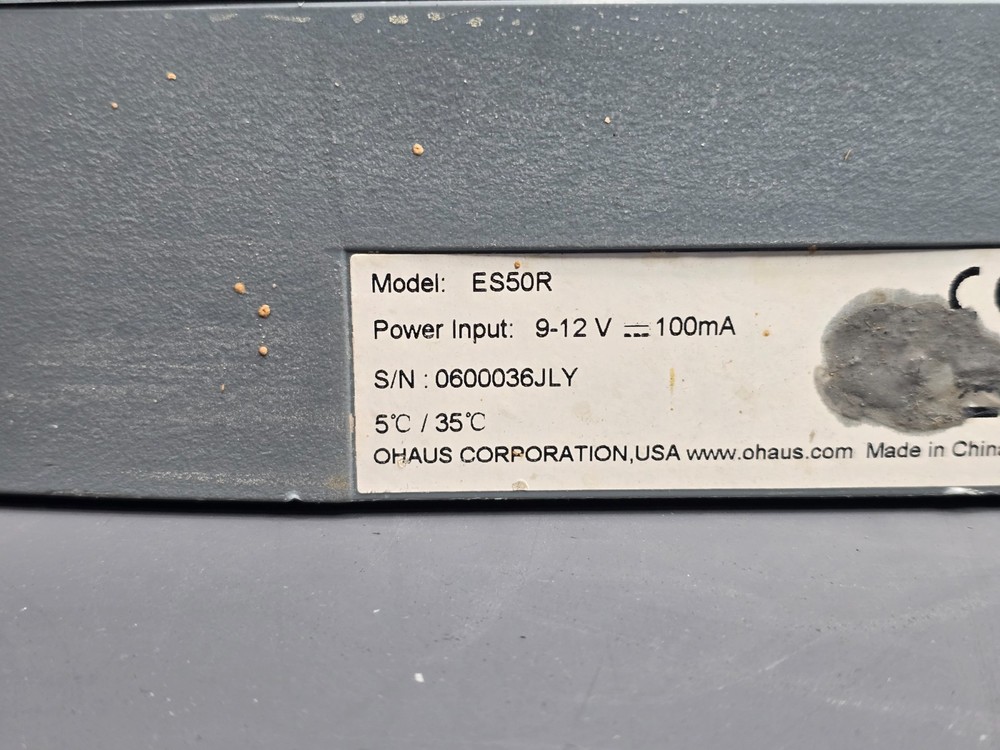 Model: ES50R
Power Input: 9-12 V ⎓ 100mA
S/N : 0600036JLY
5℃ / 35℃
OHAUS CORPORATION,USA www.ohaus.com Made in China